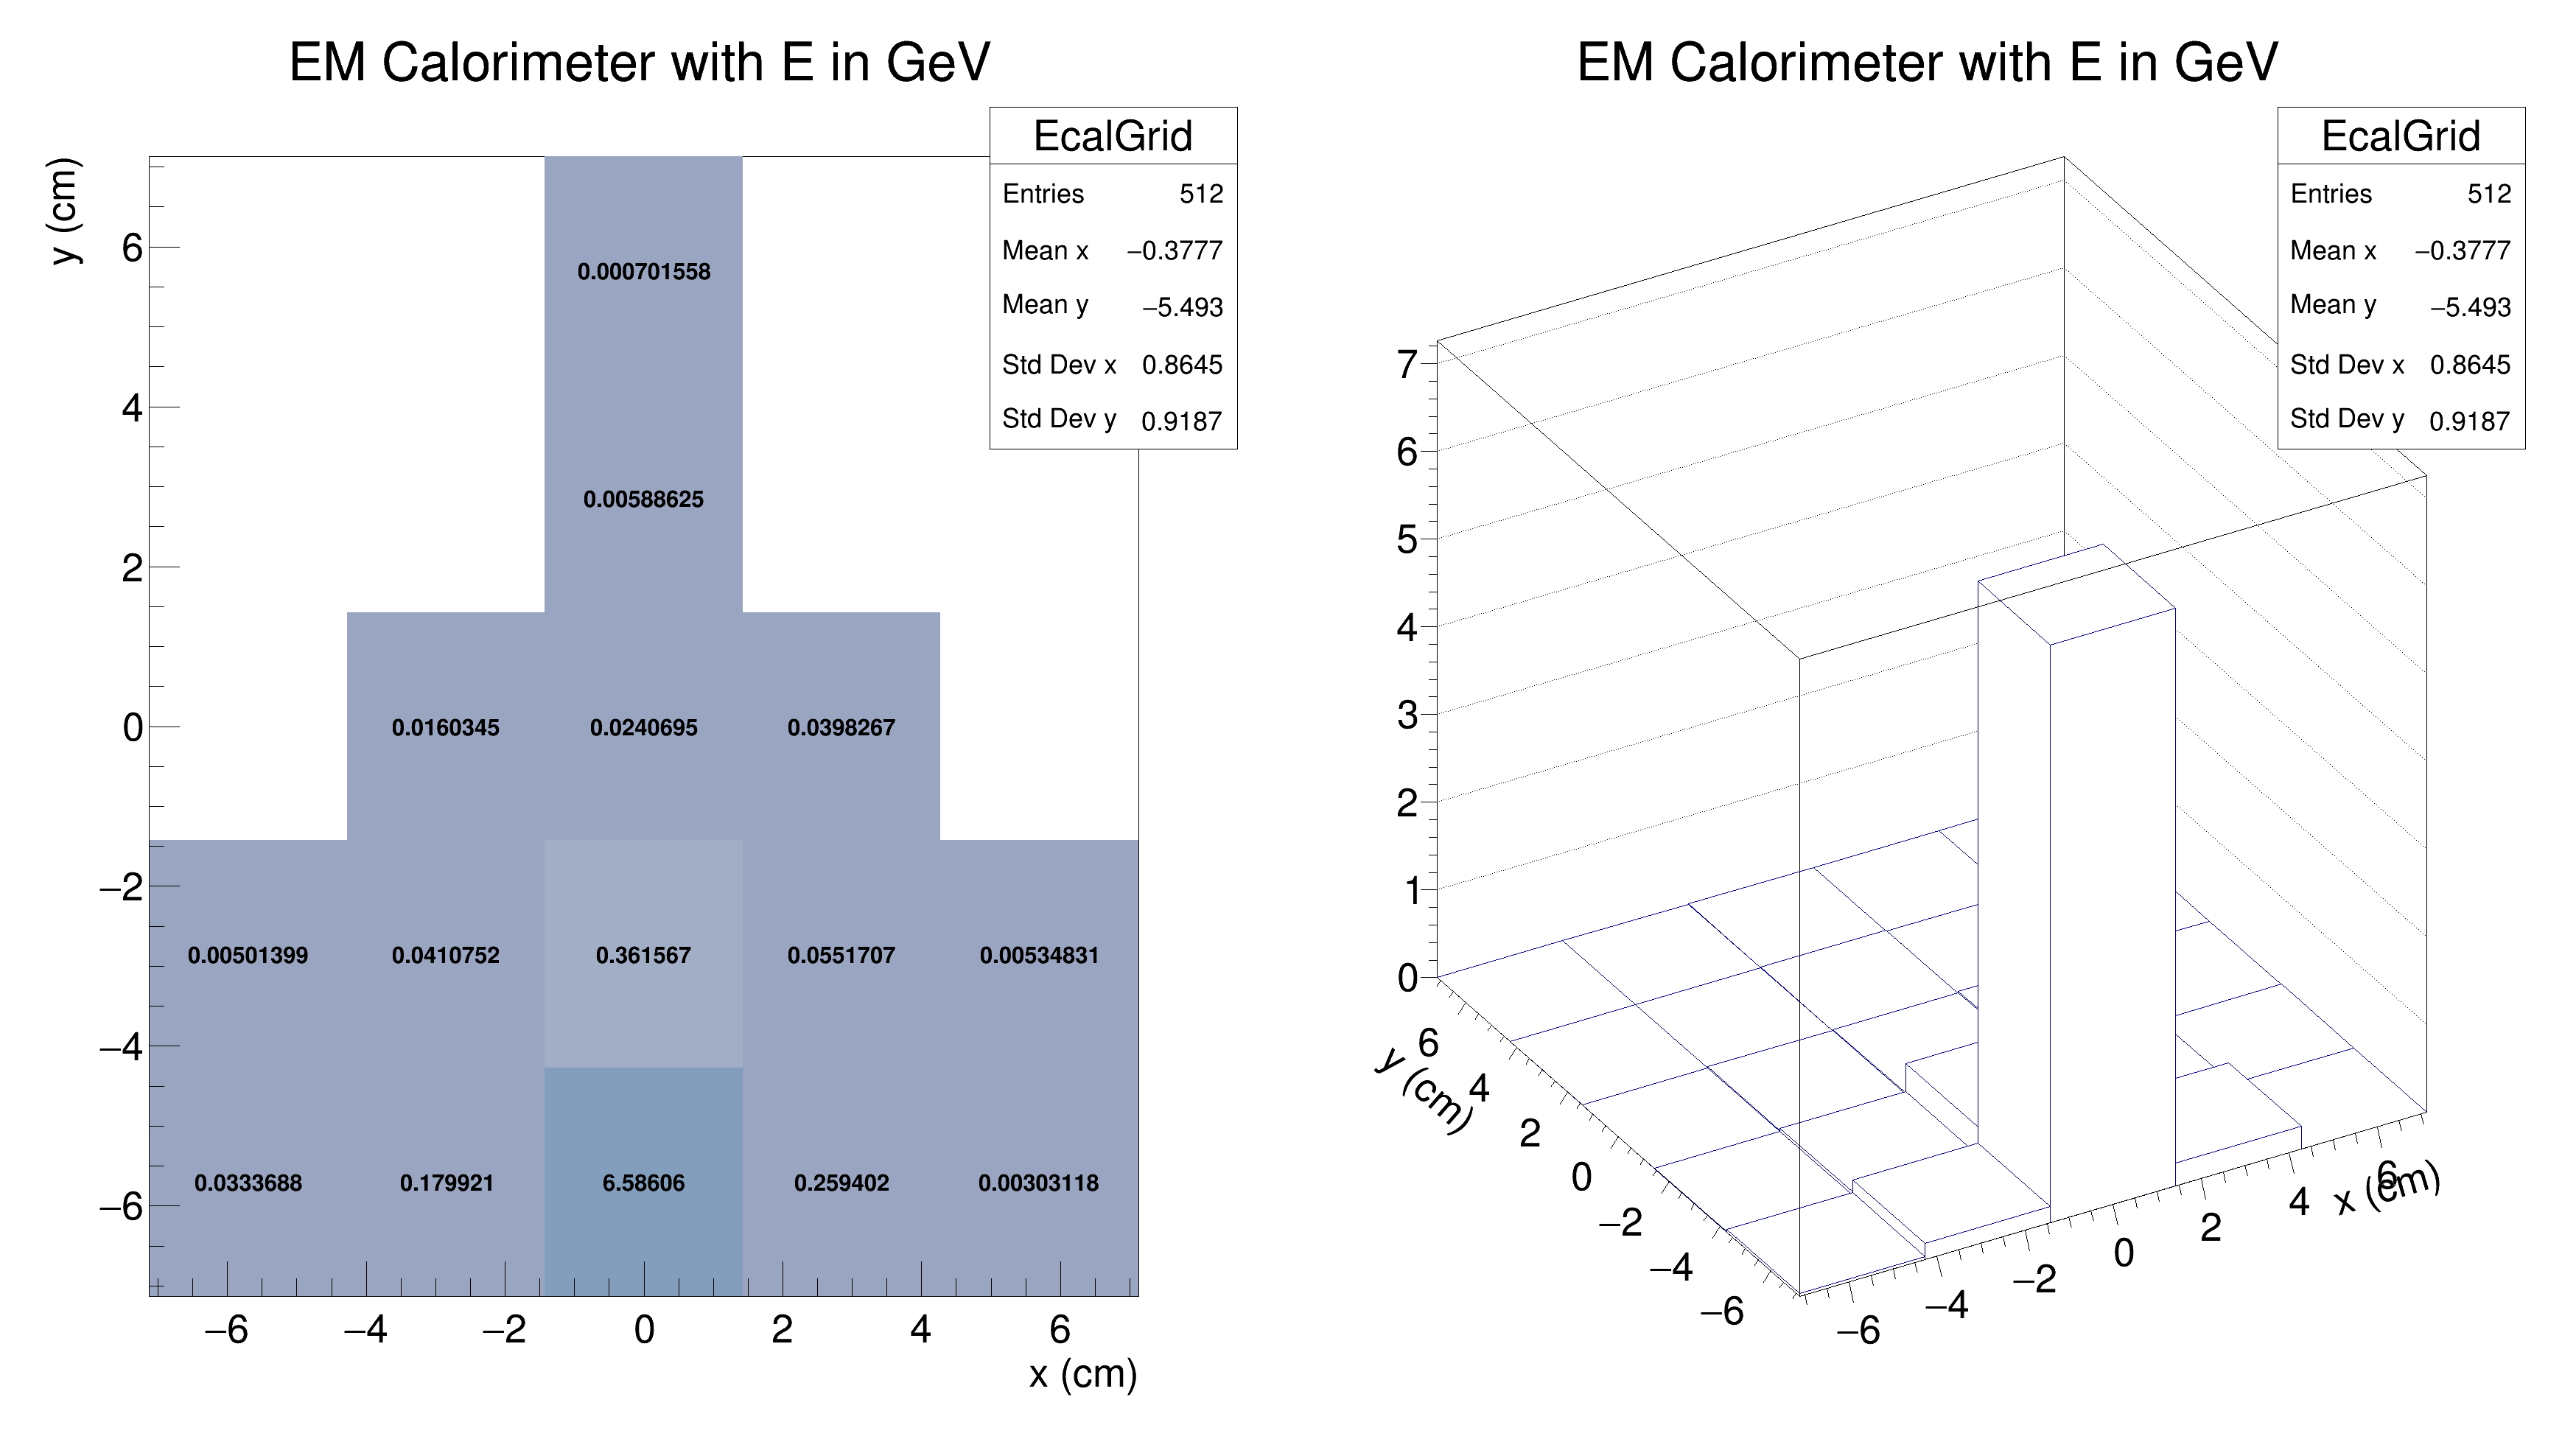 EM Calorimeter with E in GeV
EcalGrid
Entries 512
Mean x −0.3777
Mean y −5.493
Std Dev x 0.8645
Std Dev y 0.9187
y (cm)
6
4
2
0
−2
−4
−6
0.000701558
0.00588625
0.0160345 0.0240695 0.0398267
0.00501399 0.0410752 0.361567 0.0551707 0.00534831
0.0333688 0.179921 6.58606 0.259402 0.00303118
−6 −4 −2 0 2 4 6
x (cm)
EM Calorimeter with E in GeV
EcalGrid
Entries 512
Mean x −0.3777
Mean y −5.493
Std Dev x 0.8645
Std Dev y 0.9187
7
6
5
4
3
2
1
0
6
4
2
0
−2
−4
−6
y (cm)
−6
−4
−2
0
2
4
6
x (cm)